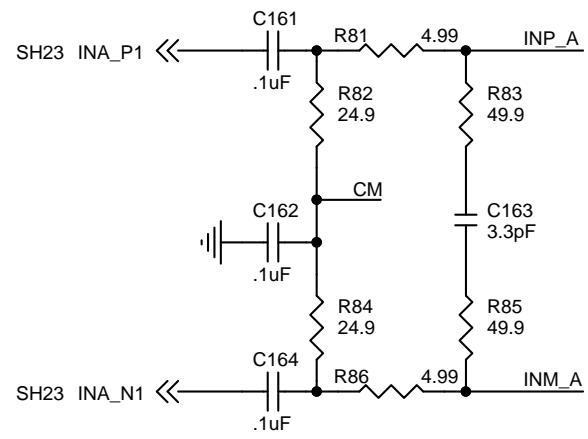 C161
R81
4.99
INP_A
SH23 INA_P1
.1uF
R82
24.9
R83
49.9
CM
C162
.1uF
C163
3.3pF
R84
24.9
R85
49.9
C164
R86
4.99
INM_A
SH23 INA_N1
.1uF